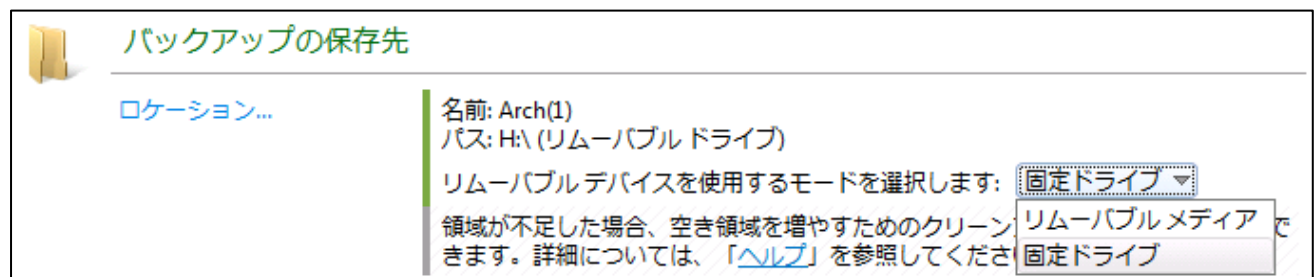 バックアップの保存先
ロケーション...
名前: Arch(1)
パス: H:\ (リムーバブル ドライブ)
リムーバブル デバイスを使用するモードを選択します: 固定ドライブ
リムーバブル メディア
固定ドライブ
領域が不足した場合、空き領域を増やすためのクリーン
で
きます。詳細については、「ヘルプ」を参照してくださ